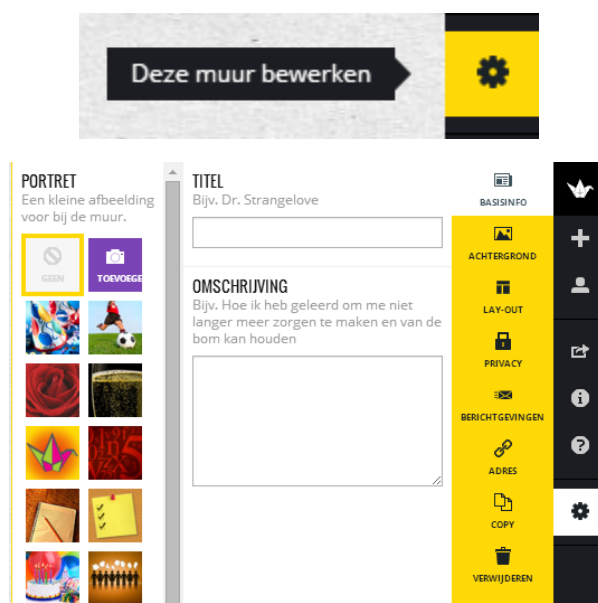 Deze muur bewerken
PORTRET
Een kleine afbeelding
voor bij de muur.
GEEN
TOEVOEGE
TITEL
Bijv. Dr. Strangelove
OMSCHRIJVING
Bijv. Hoe ik heb geleerd om me niet
langer meer zorgen te maken en van de
bom kan houden
BASISINFO
ACHTERGROND
LAY-OUT
PRIVACY
BERICHTGEVINGEN
ADRES
COPY
VERWIJDEREN